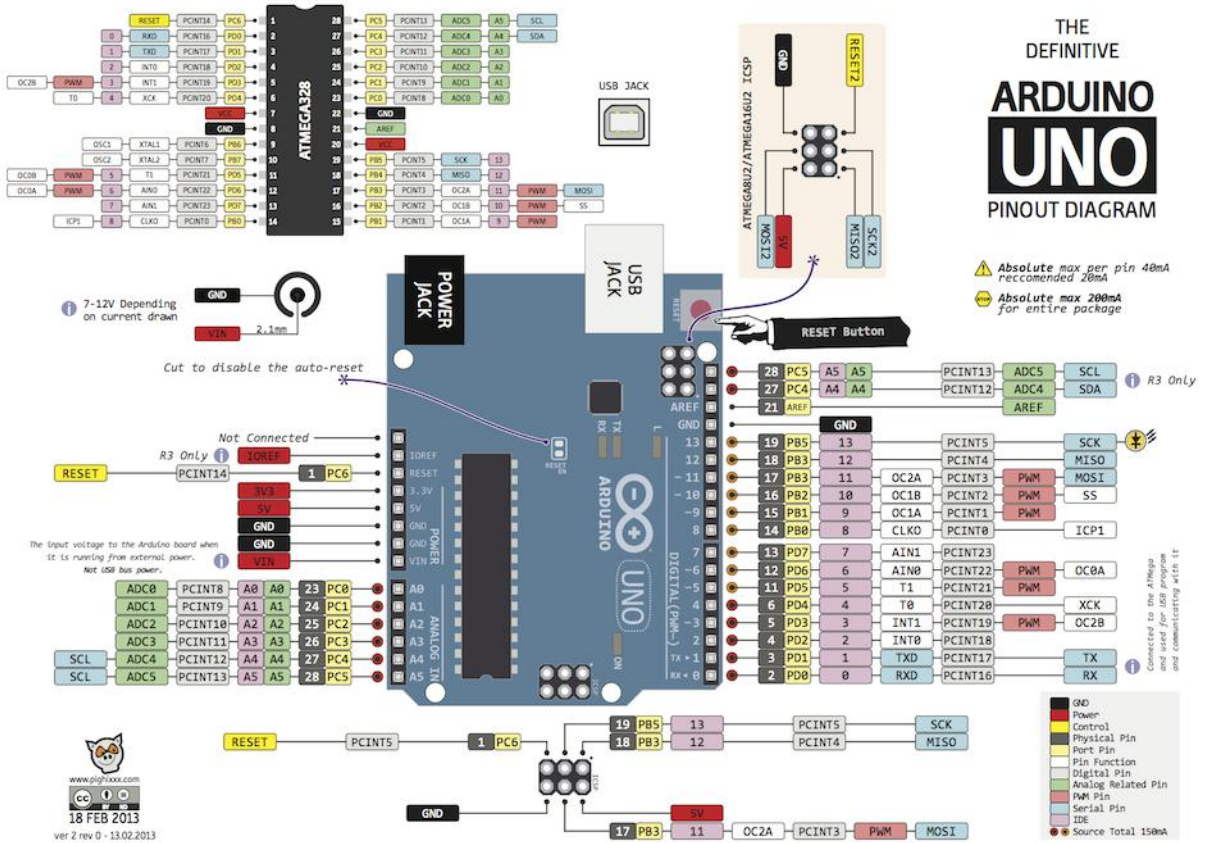 THE
DEFINITIVE
ARDUINO
UNO
PINOUT DIAGRAM
Absolute max per pin 40mA
reccomended 20mA
STOP
Absolute max 200mA
for entire package
ATMEGA328
RESET PCINT14 PC6 1
0 RXD PCINT16 PD0 2
1 TXD PCINT17 PD1 3
2 INT0 PCINT18 PD2 4
OC2B PWM 3 INT1 PCINT19 PD3 5
T0 4 XCK PCINT20 PD4 6
VCC 7
GND 8
OSC1 XTAL1 PCINT6 PB6 9
OSC2 XTAL2 PCINT7 PB7 10
OC0B PWM 5 T1 PCINT21 PD5 11
OC0A PWM 6 AIN0 PCINT22 PD6 12
7 AIN1 PCINT23 PD7 13
ICP1 8 CLKO PCINT0 PB0 14
28 PC5 PCINT13 ADC5 A5 SCL
27 PC4 PCINT12 ADC4 A4 SDA
26 PC3 PCINT11 ADC3 A3
25 PC2 PCINT10 ADC2 A2
24 PC1 PCINT9 ADC1 A1
23 PC0 PCINT8 ADC0 A0
22 GND
21 AREF
20 VCC
19 PB5 PCINT5 SCK 13
18 PB4 PCINT4 MISO 12
17 PB3 PCINT3 OC2A 11 PWM MOSI
16 PB2 PCINT2 OC1B 10 PWM SS
15 PB1 PCINT1 OC1A 9 PWM
USB JACK
ATMEGA8U2/ATMEGA16U2 ICSP
GND
RESET2
MOSI2
5V
MISO2
SCK2
GND
VIN
2.1mm
7-12V Depending
on current drawn
POWER
JACK
USB
JACK
RESET
RESET Button
Cut to disable the auto-reset
Not Connected
R3 Only IOREF
RESET PCINT14 1 PC6
3V3
5V
GND
GND
VIN
The input voltage to the Arduino board when
it is running from external power.
Not USB bus power.
ADC0 PCINT8 A0 A0 23 PC0
ADC1 PCINT9 A1 A1 24 PC1
ADC2 PCINT10 A2 A2 25 PC2
ADC3 PCINT11 A3 A3 26 PC3
SCL ADC4 PCINT12 A4 A4 27 PC4
SCL ADC5 PCINT13 A5 A5 28 PC5
IOREF
RESET
3.3V
5V
GND
GND
VIN
POWER
A0
A1
A2
A3
A4
A5
ANALOG IN
RESET
EN
RX
TX
L
ARDUINO
UNO
ON
ICSP
AREF
GND
13
12
~11
~10
~9
8
7
~6
~5
4
~3
2
TX▸1
RX◂0
DIGITAL (PWM~)
28 PC5 A5 A5 PCINT13 ADC5 SCL
27 PC4 A4 A4 PCINT12 ADC4 SDA
R3 Only
21 AREF AREF
GND
19 PB5 13 PCINT5 SCK
18 PB3 12 PCINT4 MISO
17 PB3 11 OC2A PCINT3 PWM MOSI
16 PB2 10 OC1B PCINT2 PWM SS
15 PB1 9 OC1A PCINT1 PWM
14 PB0 8 CLKO PCINT0 ICP1
13 PD7 7 AIN1 PCINT23
12 PD6 6 AIN0 PCINT22 PWM OC0A
11 PD5 5 T1 PCINT21 PWM
6 PD4 4 T0 PCINT20 XCK
5 PD3 3 INT1 PCINT19 PWM OC2B
4 PD2 2 INT0 PCINT18
3 PD1 1 TXD PCINT17 TX
2 PD0 0 RXD PCINT16 RX
Connected to the ATMega
and used for USB program
and communicating with it
19 PB5 13 PCINT5 SCK
18 PB3 12 PCINT4 MISO
RESET PCINT5 1 PC6
ICSP
GND
5V
17 PB3 11 OC2A PCINT3 PWM MOSI
GND
Power
Control
Physical Pin
Port Pin
Pin Function
Digital Pin
Analog Related Pin
PWM Pin
Serial Pin
IDE
Source Total 150mA
www.pighixxx.com
cc BY ND
18 FEB 2013
ver 2 rev 0 - 13.02.2013